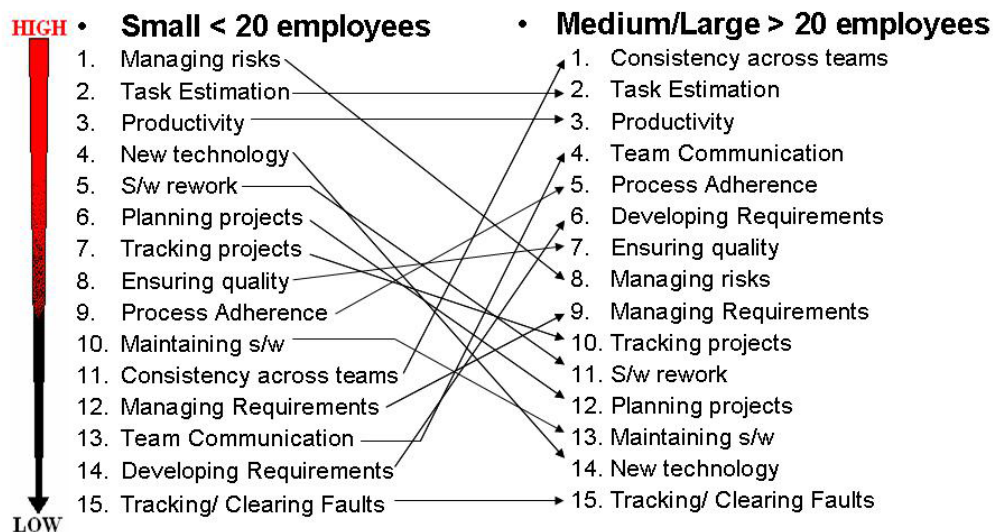 HIGH
• Small < 20 employees
1. Managing risks
2. Task Estimation
3. Productivity
4. New technology
5. S/w rework
6. Planning projects
7. Tracking projects
8. Ensuring quality
9. Process Adherence
10. Maintaining s/w
11. Consistency across teams
12. Managing Requirements
13. Team Communication
14. Developing Requirements
15. Tracking/ Clearing Faults
LOW
• Medium/Large > 20 employees
1. Consistency across teams
2. Task Estimation
3. Productivity
4. Team Communication
5. Process Adherence
6. Developing Requirements
7. Ensuring quality
8. Managing risks
9. Managing Requirements
10. Tracking projects
11. S/w rework
12. Planning projects
13. Maintaining s/w
14. New technology
15. Tracking/ Clearing Faults